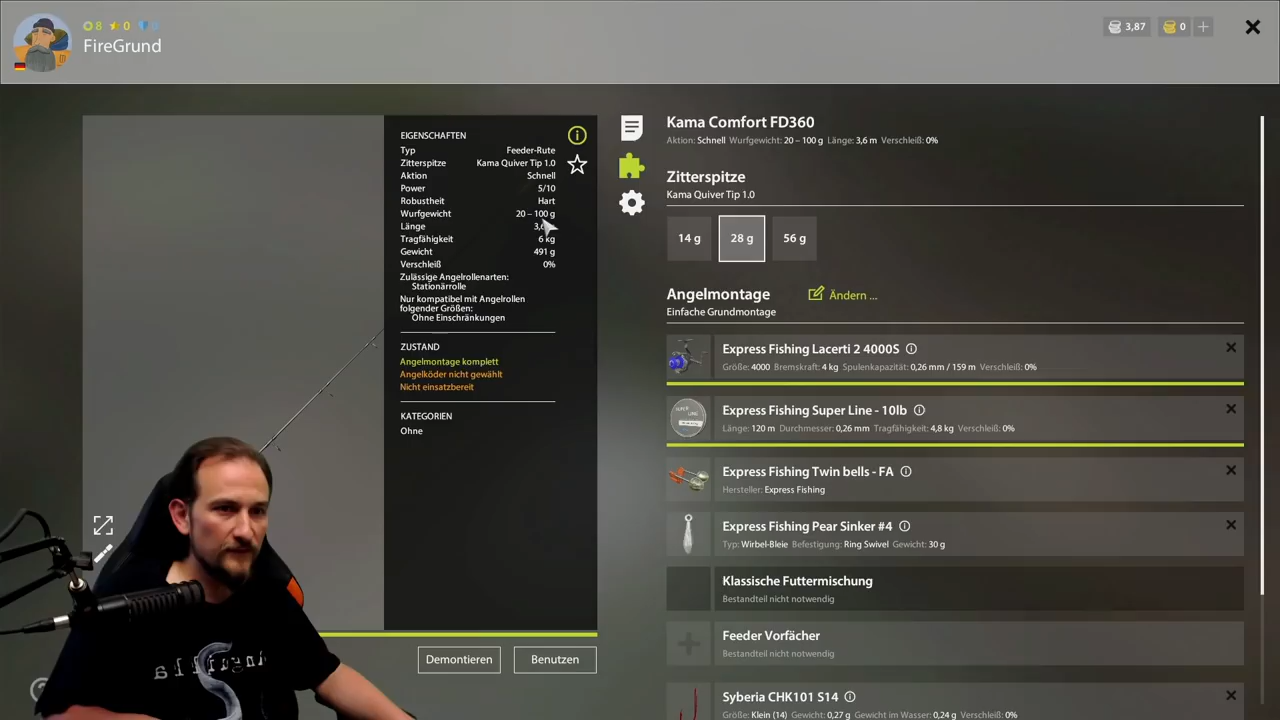 8 0 0
FireGrund
3,87
0
EIGENSCHAFTEN
Typ Feeder-Rute
Zitterspitze Kama Quiver Tip 1.0
Aktion Schnell
Power 5/10
Robustheit Hart
Wurfgewicht 20 – 100 g
Länge
Tragfähigkeit 6 kg
Gewicht 491 g
Verschleiß 0%
Zulässige Angelrollenarten:
Stationärrolle
Nur kompatibel mit Angelrollen
folgender Größen:
Ohne Einschränkungen
ZUSTAND
Angelmontage komplett
Angelköder nicht gewählt
Nicht einsatzbereit
KATEGORIEN
Ohne
Demontieren
Benutzen
Kama Comfort FD360
Aktion: Schnell Wurfgewicht: 20 – 100 g Länge: 3,6 m Verschleiß: 0%
Zitterspitze
Kama Quiver Tip 1.0
14 g
28 g
56 g
Angelmontage
Ändern ...
Einfache Grundmontage
Express Fishing Lacerti 2 4000S
Größe: 4000 Bremskraft: 4 kg Spulenkapazität: 0,26 mm / 159 m Verschleiß: 0%
Express Fishing Super Line - 10lb
Länge: 120 m Durchmesser: 0,26 mm Tragfähigkeit: 4,8 kg Verschleiß: 0%
Express Fishing Twin bells - FA
Hersteller: Express Fishing
Express Fishing Pear Sinker #4
Typ: Wirbel-Bleie Befestigung: Ring Swivel Gewicht: 30 g
Klassische Futtermischung
Bestandteil nicht notwendig
Feeder Vorfächer
Bestandteil nicht notwendig
Syberia CHK101 S14
Größe: Klein (14) Gewicht: 0,27 g Gewicht im Wasser: 0,24 g Verschleiß: 0%